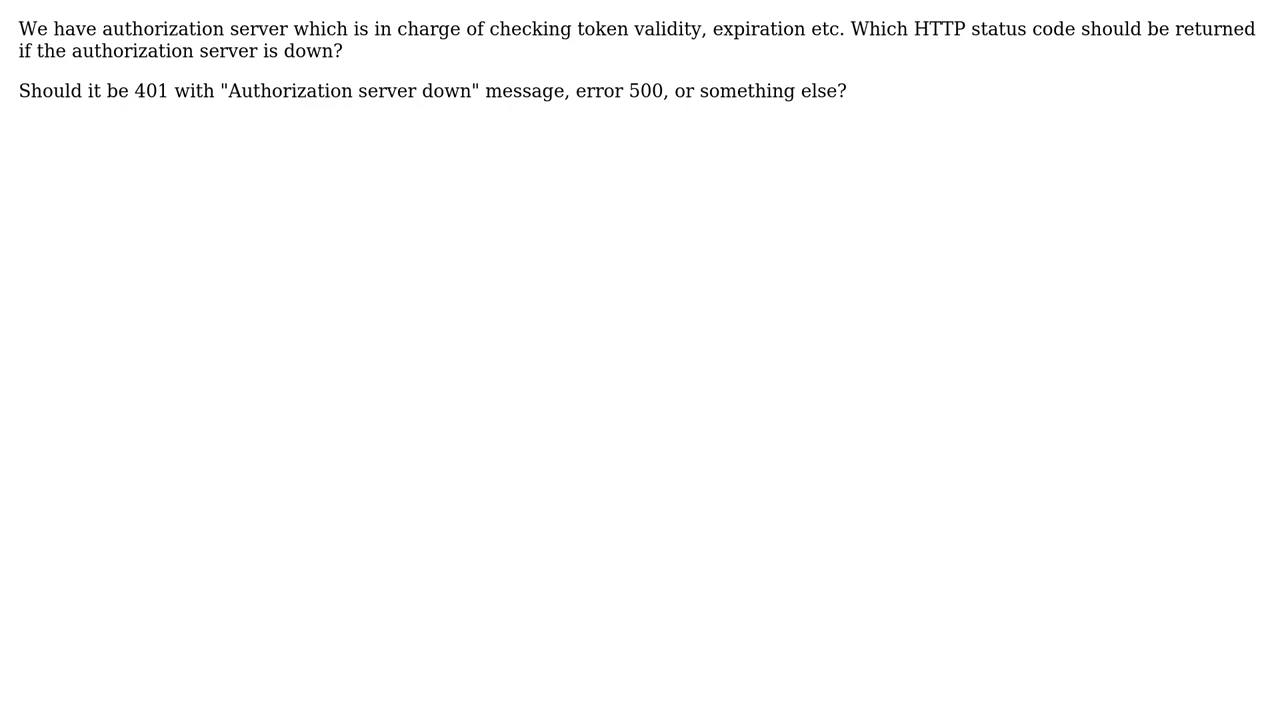 We have authorization server which is in charge of checking token validity, expiration etc. Which HTTP status code should be returned
if the authorization server is down?
Should it be 401 with "Authorization server down" message, error 500, or something else?